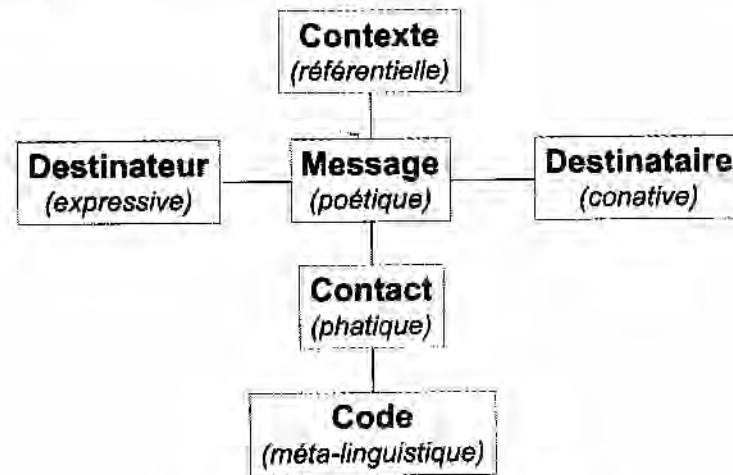 Contexte
(référentielle)
Destinateur
(expressive)
Message
(poétique)
Destinataire
(conative)
Contact
(phatique)
Code
(méta-linguistique)